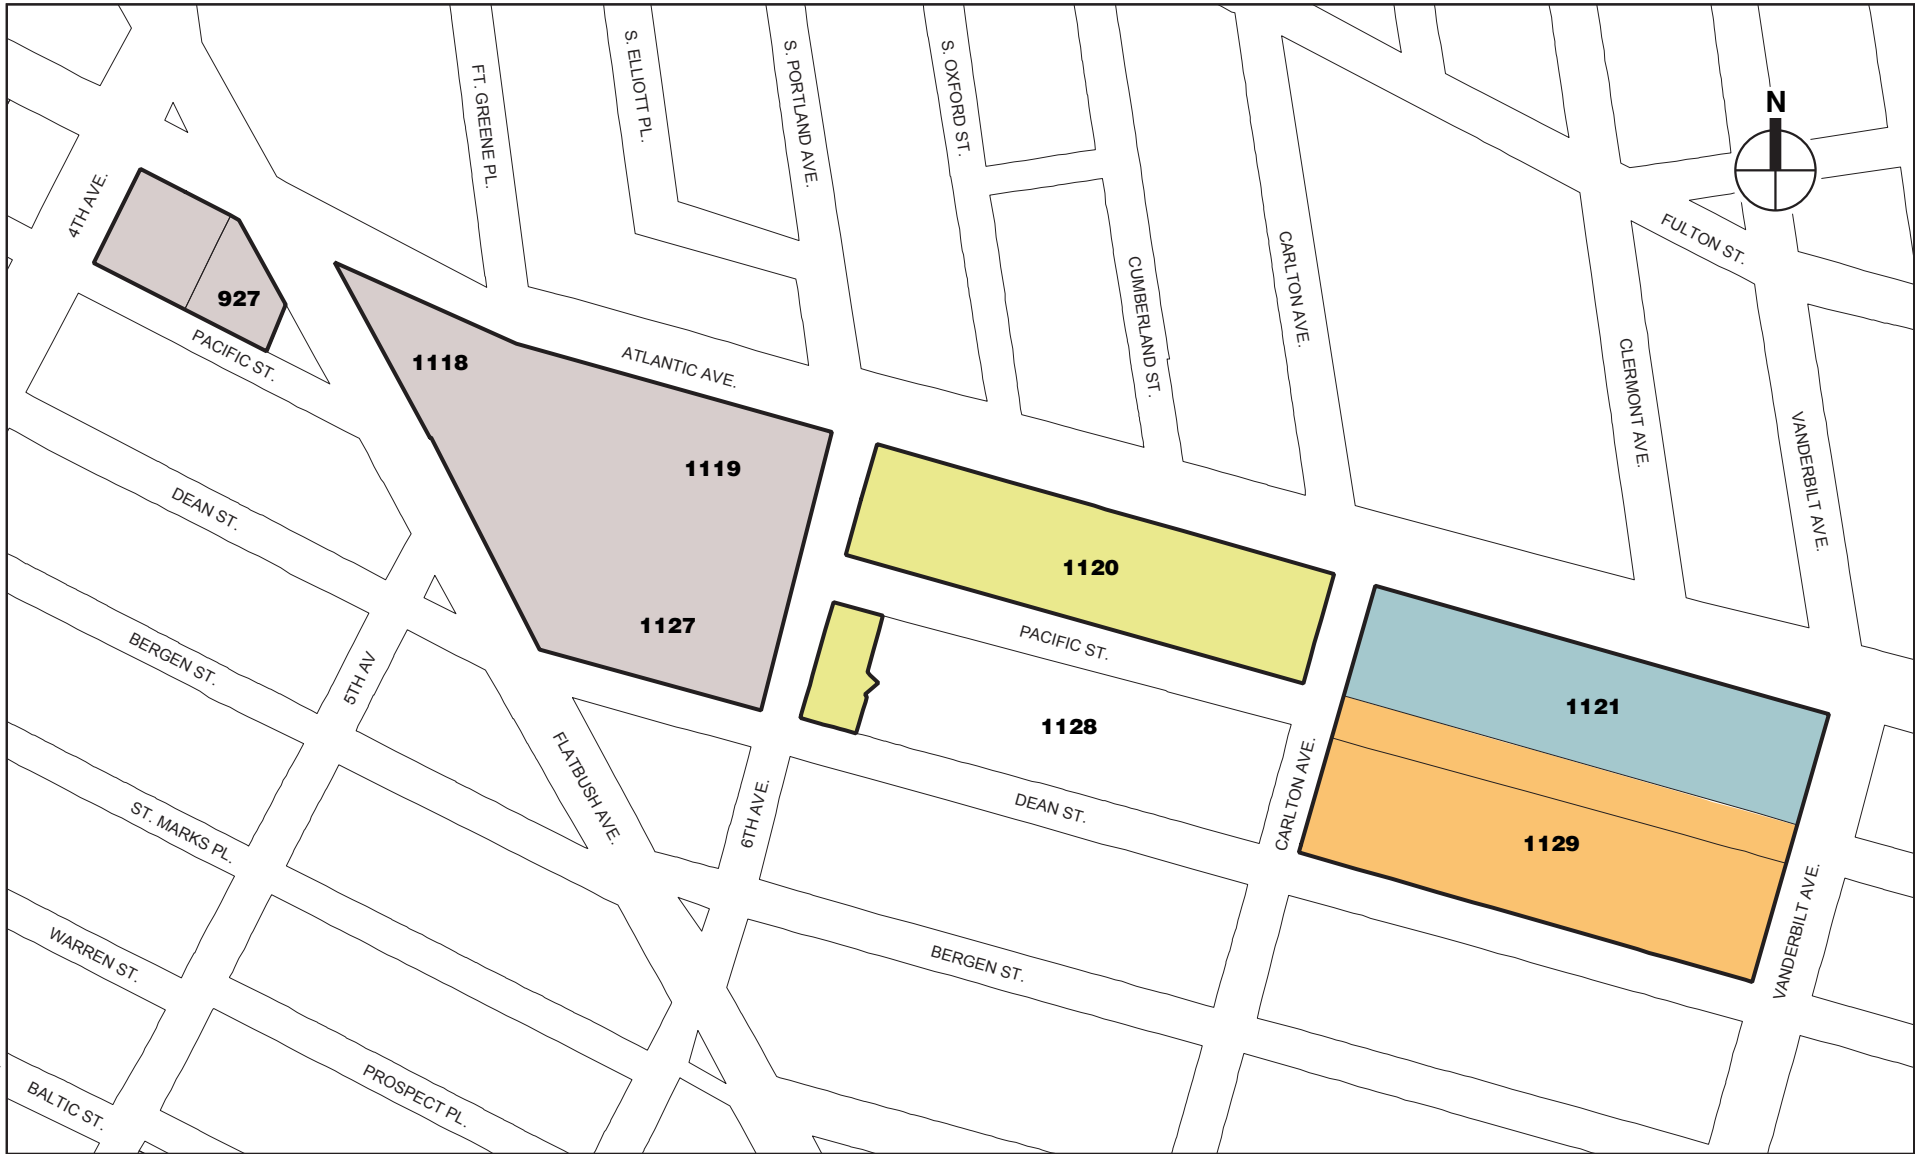 FT. GREENE PL.
S. ELLIOTT PL.
S. PORTLAND AVE.
S. OXFORD ST.
N
4TH AVE.
FULTON ST.
CARLTON AVE.
CUMBERLAND ST.
927
PACIFIC ST.
1118
ATLANTIC AVE.
CLERMONT AVE.
VANDERBILT AVE.
1119
DEAN ST.
1120
1127
PACIFIC ST.
BERGEN ST.
5TH AV
1121
1128
FLATBUSH AVE.
6TH AVE.
DEAN ST.
CARLTON AVE.
1129
ST. MARKS PL.
VANDERBILT AVE.
WARREN ST.
BERGEN ST.
PROSPECT PL.
BALTIC ST.